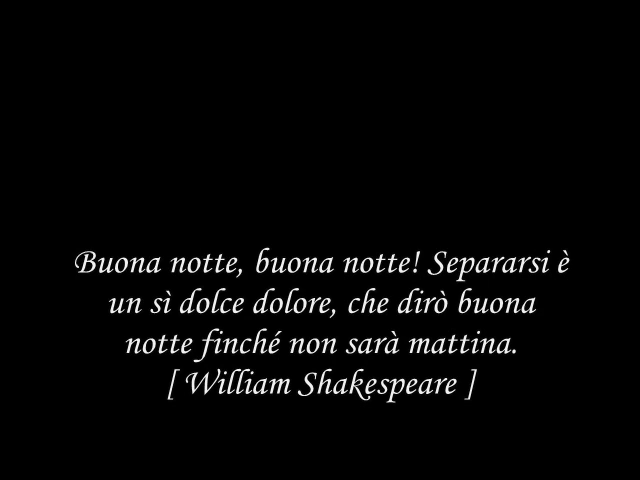 Buona notte, buona notte! Separarsi è
un sì dolce dolore, che dirò buona
notte finché non sarà mattina.
[ William Shakespeare ]